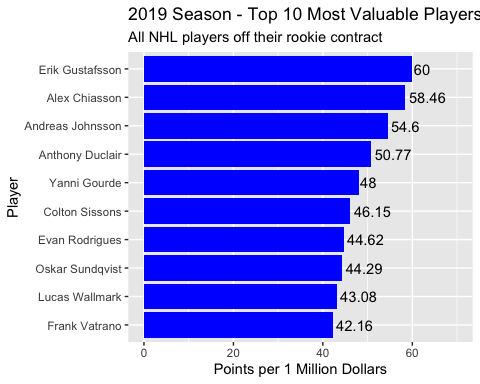 2019 Season - Top 10 Most Valuable Players
All NHL players off their rookie contract
Player
Erik Gustafsson 60
Alex Chiasson 58.46
Andreas Johnsson 54.6
Anthony Duclair 50.77
Yanni Gourde 48
Colton Sissons 46.15
Evan Rodrigues 44.62
Oskar Sundqvist 44.29
Lucas Wallmark 43.08
Frank Vatrano 42.16
0 20 40 60
Points per 1 Million Dollars